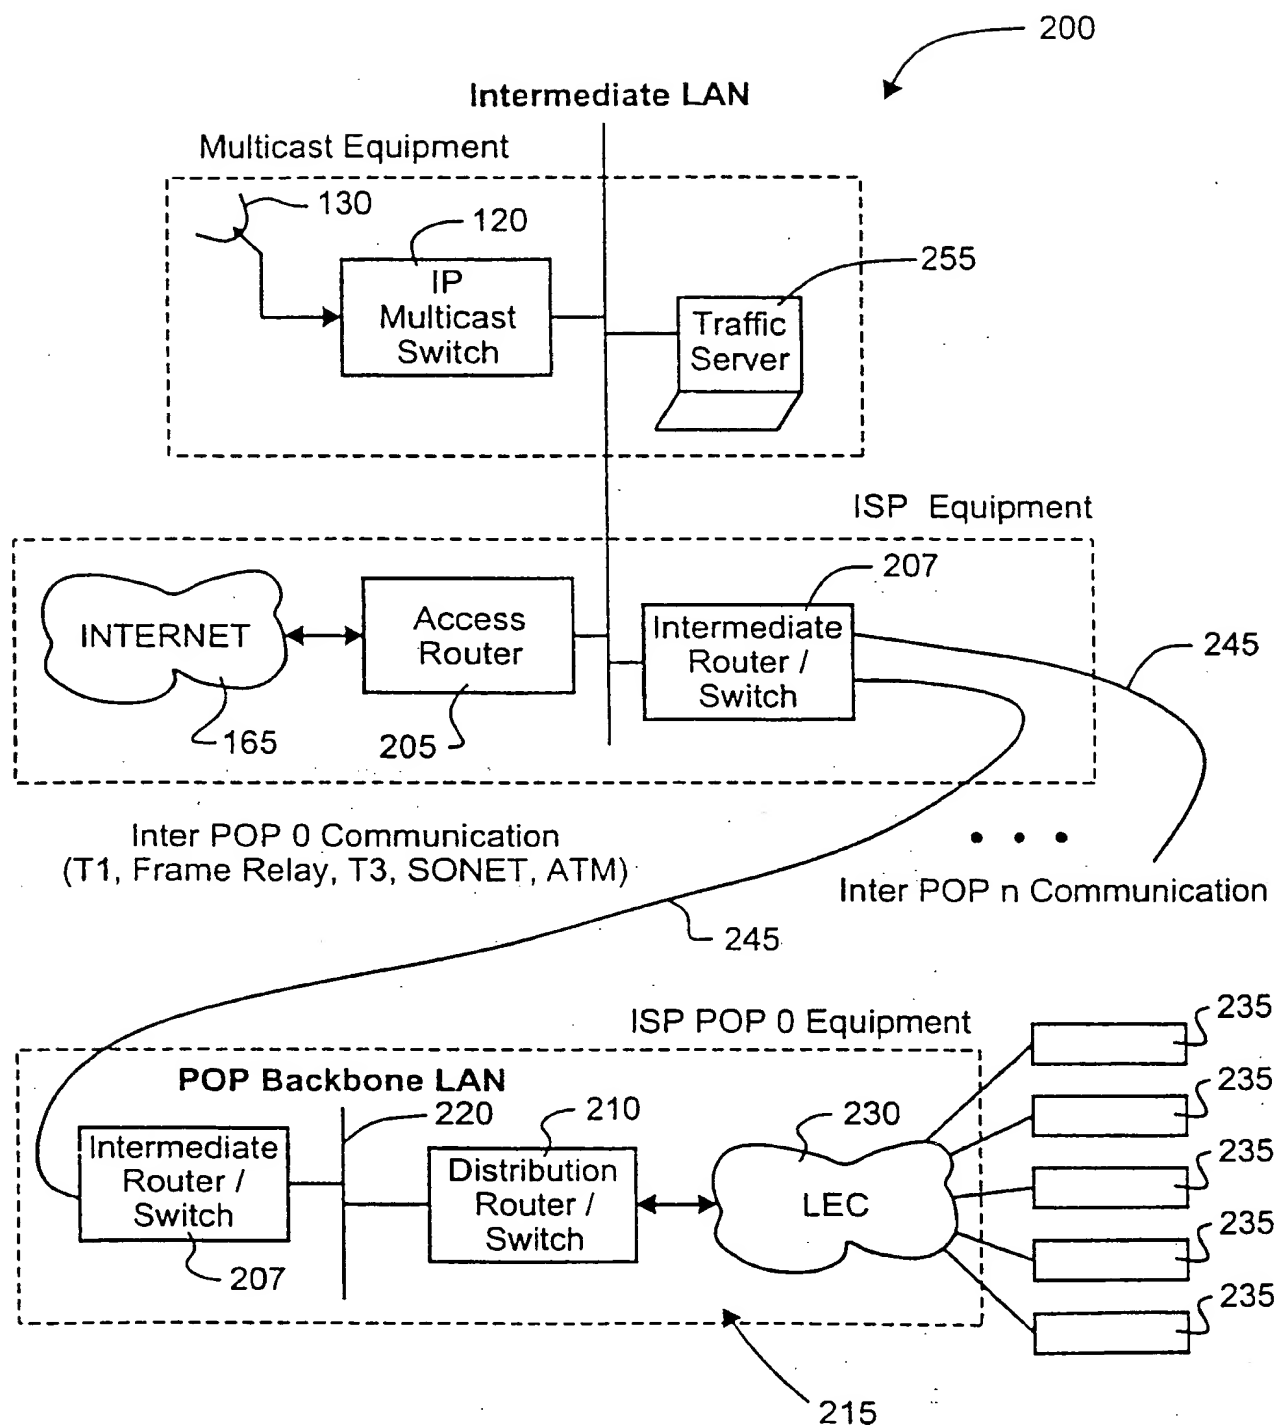 200
Intermediate LAN
Multicast Equipment
130
120
255
IP
Multicast
Switch
Traffic
Server
ISP Equipment
207
INTERNET
Access
Router
Intermediate
Router /
Switch
245
165
205
Inter POP 0 Communication
(T1, Frame Relay, T3, SONET, ATM)
Inter POP n Communication
245
ISP POP 0 Equipment
235
POP Backbone LAN
220
210
230
235
Intermediate
Router /
Switch
Distribution
Router /
Switch
LEC
235
235
207
235
215